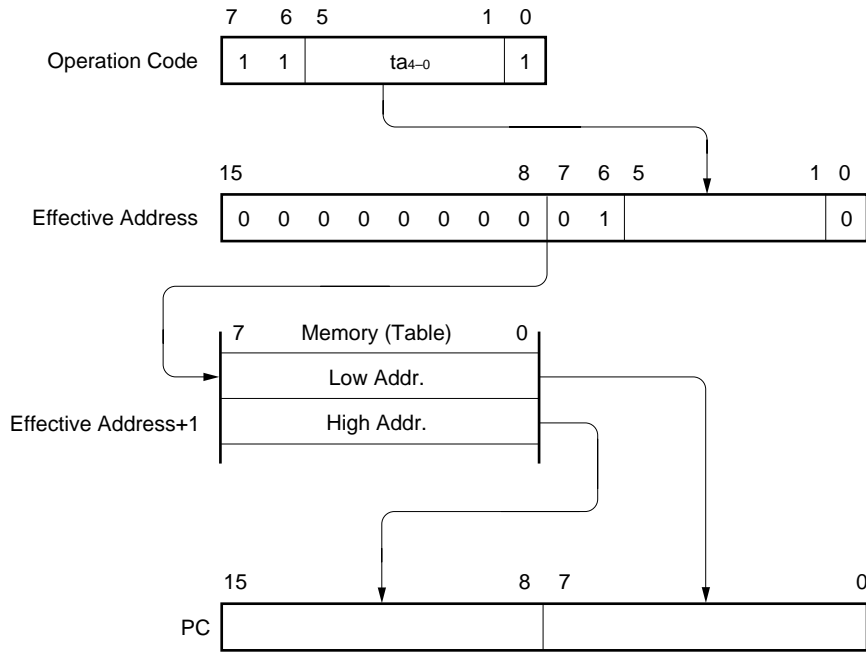 7 6 5 1 0
Operation Code 1 1 ta4–0 1
15 8 7 6 5 1 0
Effective Address 0 0 0 0 0 0 0 0 0 1 0
7 Memory (Table) 0
Low Addr.
Effective Address+1 High Addr.
15 8 7 0
PC